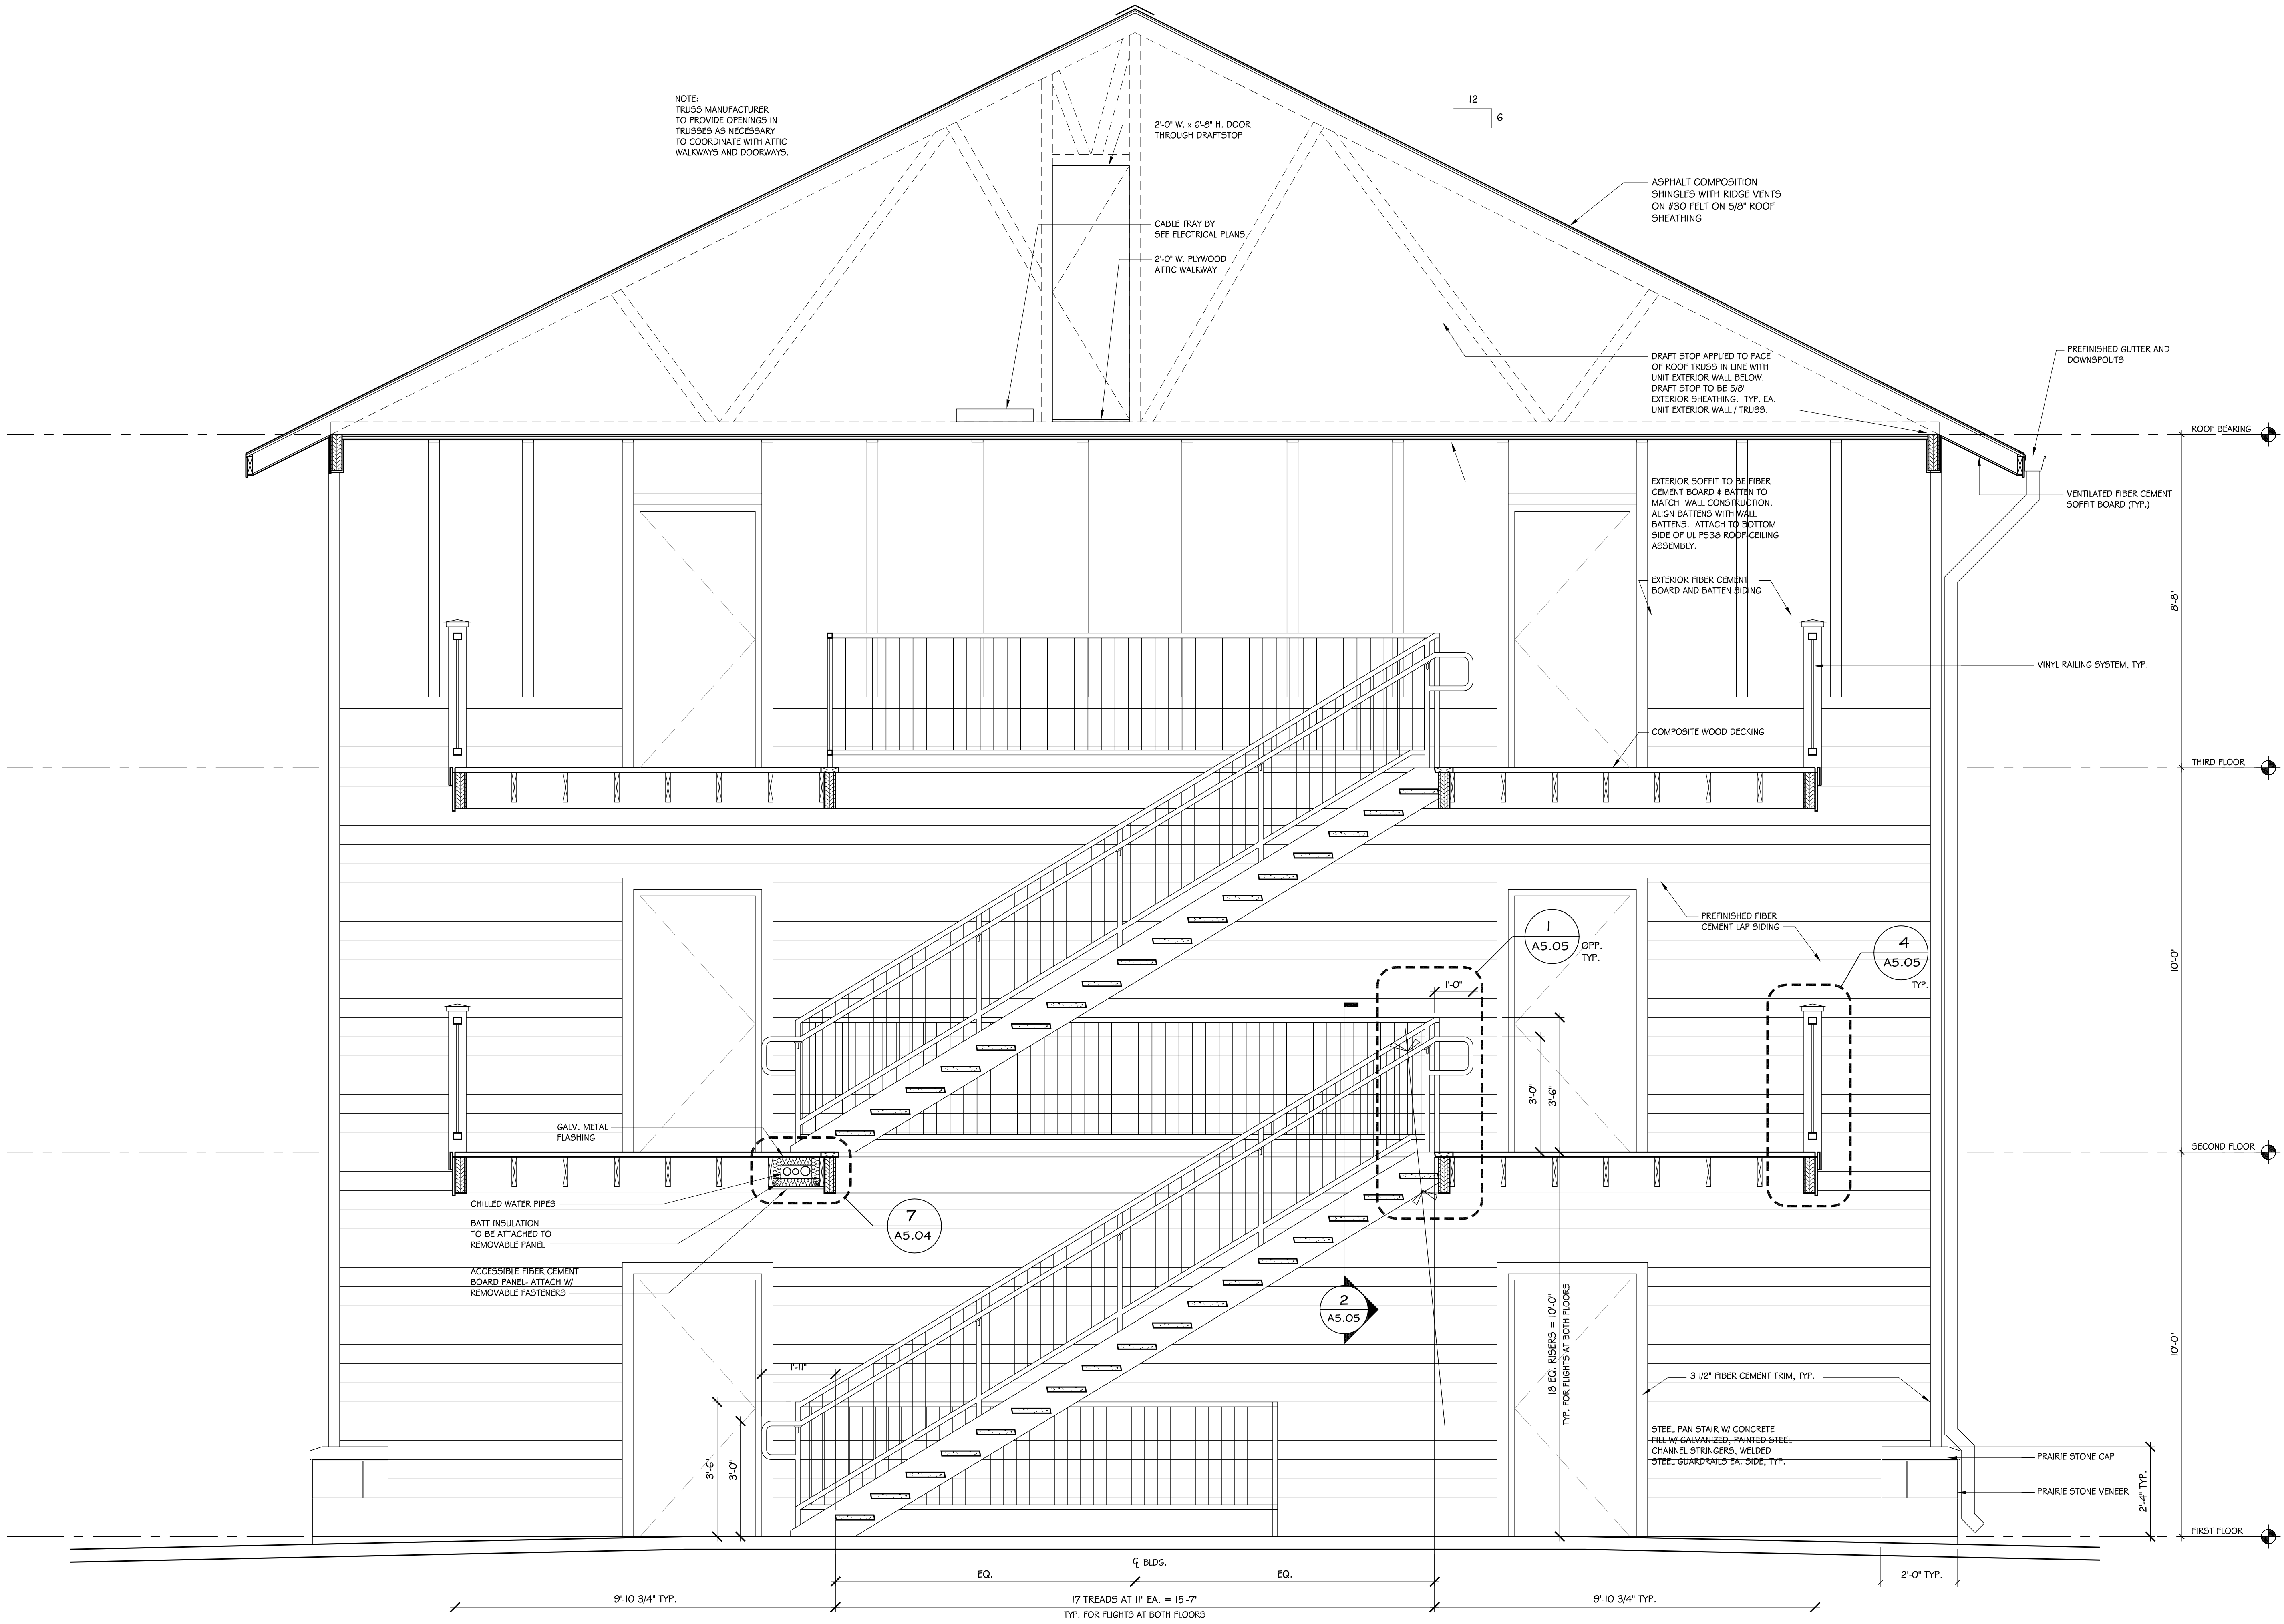 NOTE:
TRUSS MANUFACTURER
TO PROVIDE OPENINGS IN
TRUSSES AS NECESSARY
TO COORDINATE WITH ATTIC
WALKWAYS AND DOORWAYS.
2'-0" W. x 6'-8" H. DOOR
THROUGH DRAFTSTOP
12
6
ASPHALT COMPOSITION
SHINGLES WITH RIDGE VENTS
ON #30 FELT ON 5/8" ROOF
SHEATHING
CABLE TRAY BY
SEE ELECTRICAL PLANS
2'-0" W. PLYWOOD
ATTIC WALKWAY
DRAFT STOP APPLIED TO FACE
OF ROOF TRUSS IN LINE WITH
UNIT EXTERIOR WALL BELOW.
DRAFT STOP TO BE 5/8"
EXTERIOR SHEATHING. TYP. EA.
UNIT EXTERIOR WALL / TRUSS.
PREFINISHED GUTTER AND
DOWNSPOUTS
ROOF BEARING
EXTERIOR SOFFIT TO BE FIBER
CEMENT BOARD & BATTEN TO
MATCH WALL CONSTRUCTION.
ALIGN BATTENS WITH WALL
BATTENS. ATTACH TO BOTTOM
SIDE OF UL P538 ROOF-CEILING
ASSEMBLY.
VENTILATED FIBER CEMENT
SOFFIT BOARD (TYP.)
EXTERIOR FIBER CEMENT
BOARD AND BATTEN SIDING
8'-8"
VINYL RAILING SYSTEM, TYP.
COMPOSITE WOOD DECKING
THIRD FLOOR
PREFINISHED FIBER
CEMENT LAP SIDING
1
A5.05
OPP.
TYP.
4
A5.05
TYP.
10'-0"
1'-0"
3'-0"
3'-6"
GALV. METAL
FLASHING
SECOND FLOOR
CHILLED WATER PIPES
BATT INSULATION
TO BE ATTACHED TO
REMOVABLE PANEL
7
A5.04
ACCESSIBLE FIBER CEMENT
BOARD PANEL- ATTACH W/
REMOVABLE FASTENERS
2
A5.05
18 EQ. RISERS = 10'-0"
TYP. FOR FLIGHTS AT BOTH FLOORS
10'-0"
1'-11"
3 1/2" FIBER CEMENT TRIM, TYP.
STEEL PAN STAIR W/ CONCRETE
FILL W/ GALVANIZED, PAINTED STEEL
CHANNEL STRINGERS, WELDED
STEEL GUARDRAILS EA. SIDE, TYP.
3'-6"
3'-0"
PRAIRIE STONE CAP
PRAIRIE STONE VENEER
2'-4" TYP.
FIRST FLOOR
℄ BLDG.
EQ.
EQ.
2'-0" TYP.
9'-10 3/4" TYP.
17 TREADS AT 11" EA. = 15'-7"
9'-10 3/4" TYP.
TYP. FOR FLIGHTS AT BOTH FLOORS